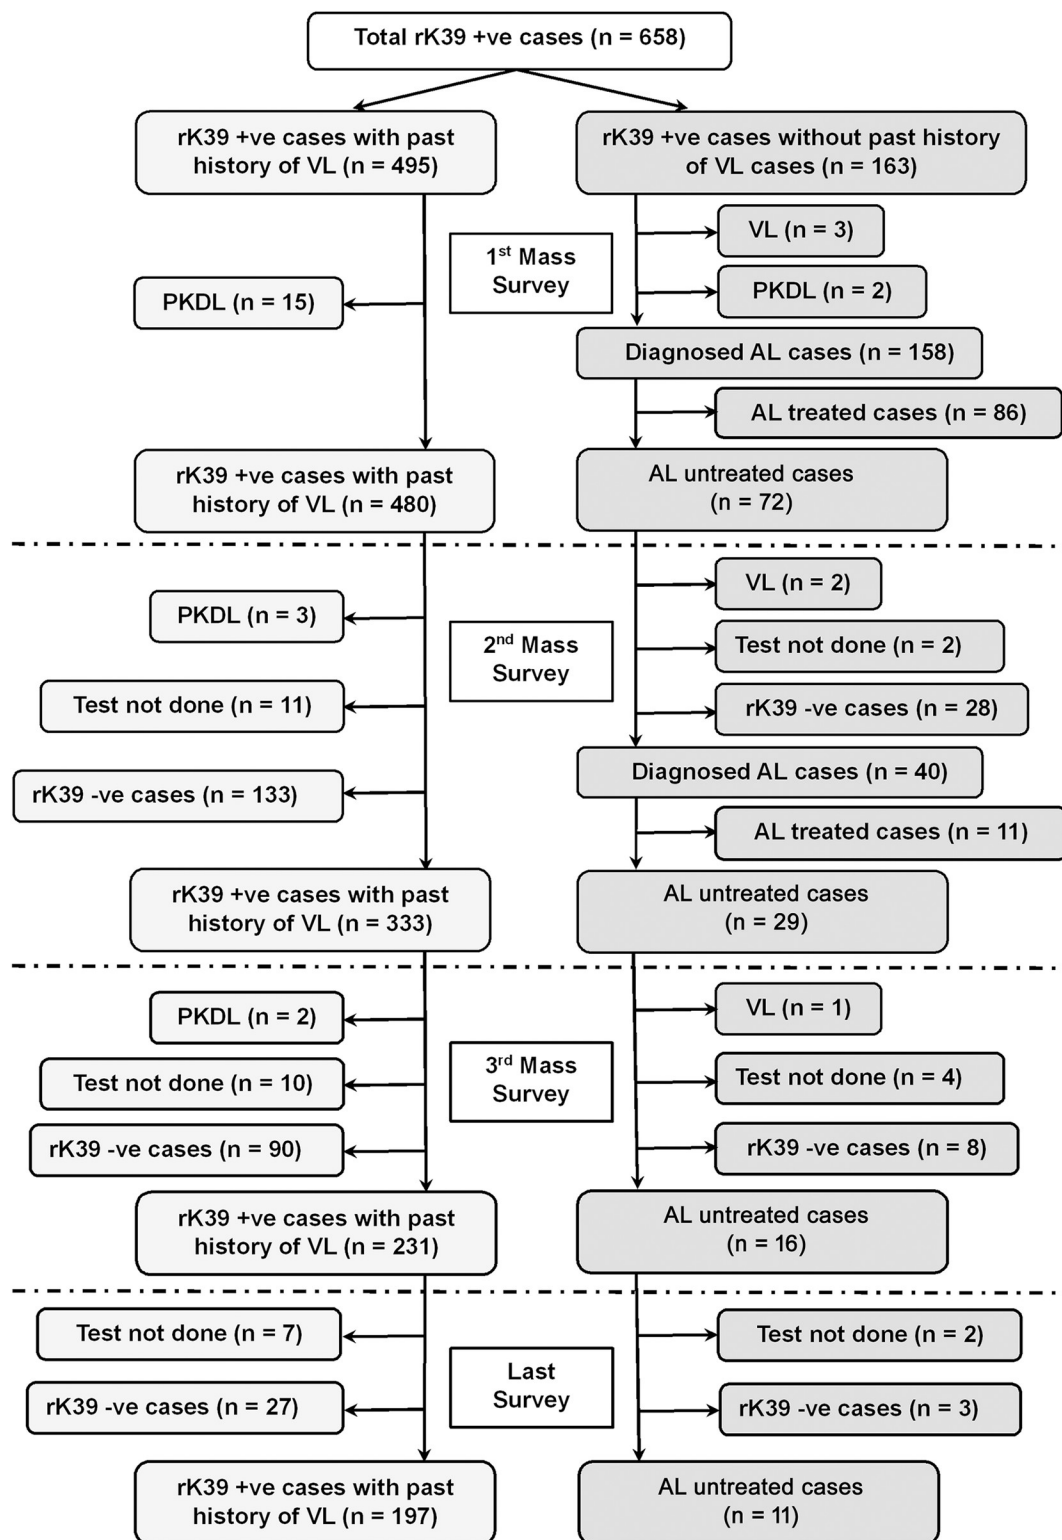 Total rK39 +ve cases (n = 658)
rK39 +ve cases with past
history of VL (n = 495)
rK39 +ve cases without past history
of VL cases (n = 163)
1st Mass
Survey
PKDL (n = 15)
VL (n = 3)
PKDL (n = 2)
Diagnosed AL cases (n = 158)
AL treated cases (n = 86)
rK39 +ve cases with past
history of VL (n = 480)
AL untreated cases
(n = 72)
2nd Mass
Survey
PKDL (n = 3)
Test not done (n = 11)
rK39 -ve cases (n = 133)
VL (n = 2)
Test not done (n = 2)
rK39 -ve cases (n = 28)
Diagnosed AL cases (n = 40)
AL treated cases (n = 11)
rK39 +ve cases with past
history of VL (n = 333)
AL untreated cases
(n = 29)
3rd Mass
Survey
PKDL (n = 2)
Test not done (n = 10)
rK39 -ve cases (n = 90)
VL (n = 1)
Test not done (n = 4)
rK39 -ve cases (n = 8)
rK39 +ve cases with past
history of VL (n = 231)
AL untreated cases
(n = 16)
Last
Survey
Test not done (n = 7)
rK39 -ve cases (n = 27)
Test not done (n = 2)
rK39 -ve cases (n = 3)
rK39 +ve cases with past
history of VL (n = 197)
AL untreated cases
(n = 11)